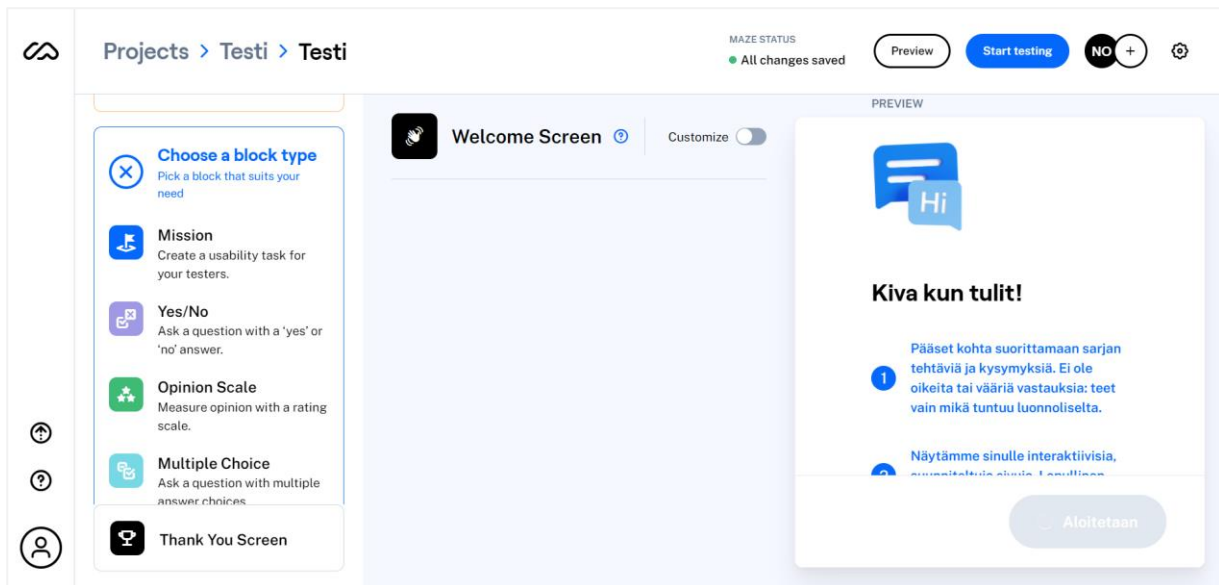 Projects > Testi > Testi
MAZE STATUS
All changes saved
Preview
Start testing
NO
+
Choose a block type
Pick a block that suits your
need
Mission
Create a usability task for
your testers.
Yes/No
Ask a question with a ‘yes’ or
‘no’ answer.
Opinion Scale
Measure opinion with a rating
scale.
Multiple Choice
Ask a question with multiple
answer choices
Thank You Screen
Welcome Screen
Customize
PREVIEW
Hi
Kiva kun tulit!
1
Pääset kohta suorittamaan sarjan
tehtäviä ja kysymyksiä. Ei ole
oikeita tai vääriä vastauksia: teet
vain mikä tuntuu luonnoliselta.
Näytämme sinulle interaktiivisia,
Aloitetaan